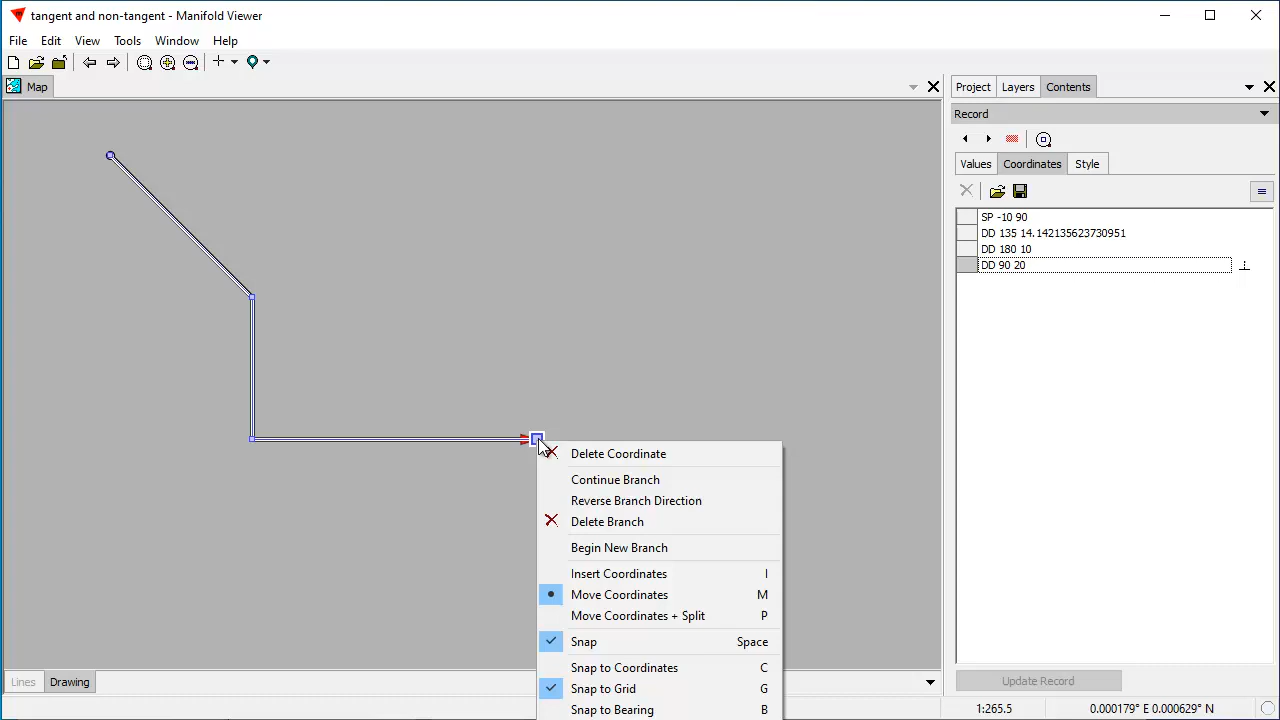 tangent and non-tangent - Manifold Viewer
File Edit View Tools Window Help
Map
Project Layers Contents
Record
Values Coordinates Style
SP -10 90
DD 135 14.142135623730951
DD 180 10
DD 90 20
Delete Coordinate
Continue Branch
Reverse Branch Direction
Delete Branch
Begin New Branch
Insert Coordinates I
Move Coordinates M
Move Coordinates + Split P
Snap Space
Snap to Coordinates C
Snap to Grid G
Snap to Bearing B
Lines Drawing
Update Record
1:265.5 0.000179° E 0.000629° N